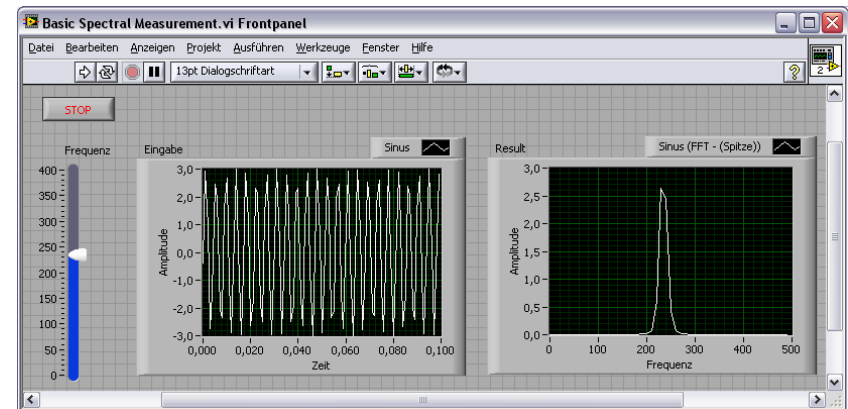 Basic Spectral Measurement.vi Frontpanel
Datei Bearbeiten Anzeigen Projekt Ausführen Werkzeuge Fenster Hilfe
13pt Dialogschriftart
? 2
STOP
Frequenz
400
350
300
250
200
150
100
50
0
Eingabe
Sinus
Amplitude
3,0
2,0
1,0
0,0
-1,0
-2,0
-3,0
0,000 0,020 0,040 0,060 0,080 0,100
Zeit
Result
Sinus (FFT - (Spitze))
Amplitude
3,0
2,5
2,0
1,5
1,0
0,5
0,0
0 100 200 300 400 500
Frequenz